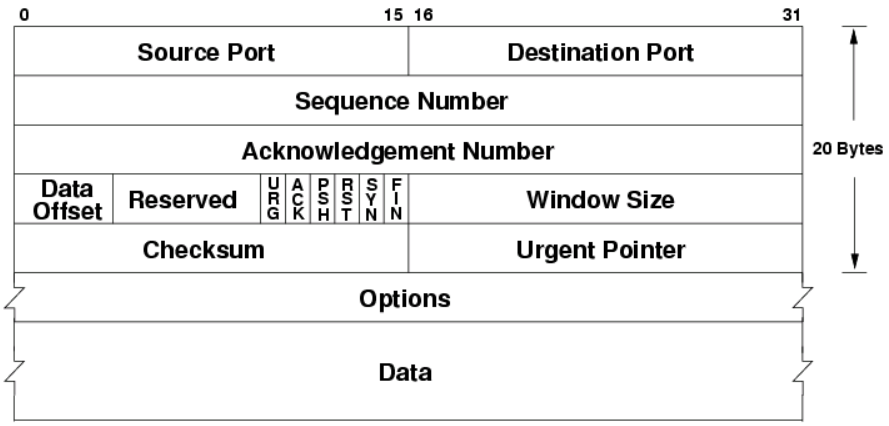 0 15 16 31
Source Port Destination Port
Sequence Number
Acknowledgement Number
20 Bytes
Data Offset Reserved URG ACK PSH RST SYN FIN Window Size
Checksum Urgent Pointer
Options
Data